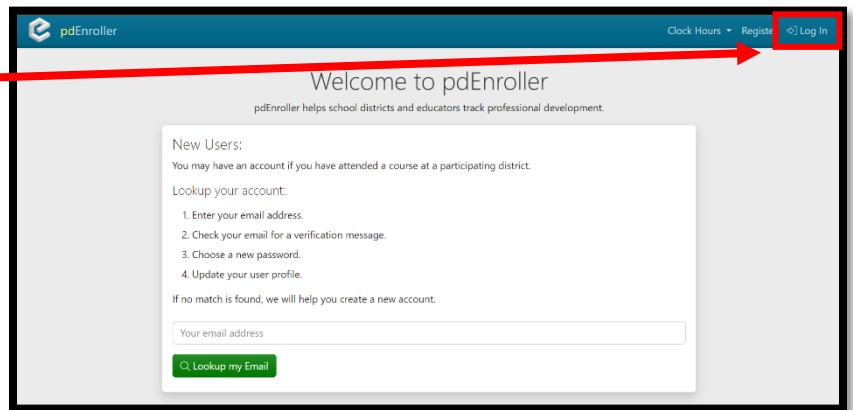 pdEnroller
Clock Hours Register Log In
Welcome to pdEnroller
pdEnroller helps school districts and educators track professional development.
New Users:
You may have an account if you have attended a course at a participating district.
Lookup your account:
1. Enter your email address.
2. Check your email for a verification message.
3. Choose a new password.
4. Update your user profile.
If no match is found, we will help you create a new account.
Your email address
Lookup my Email